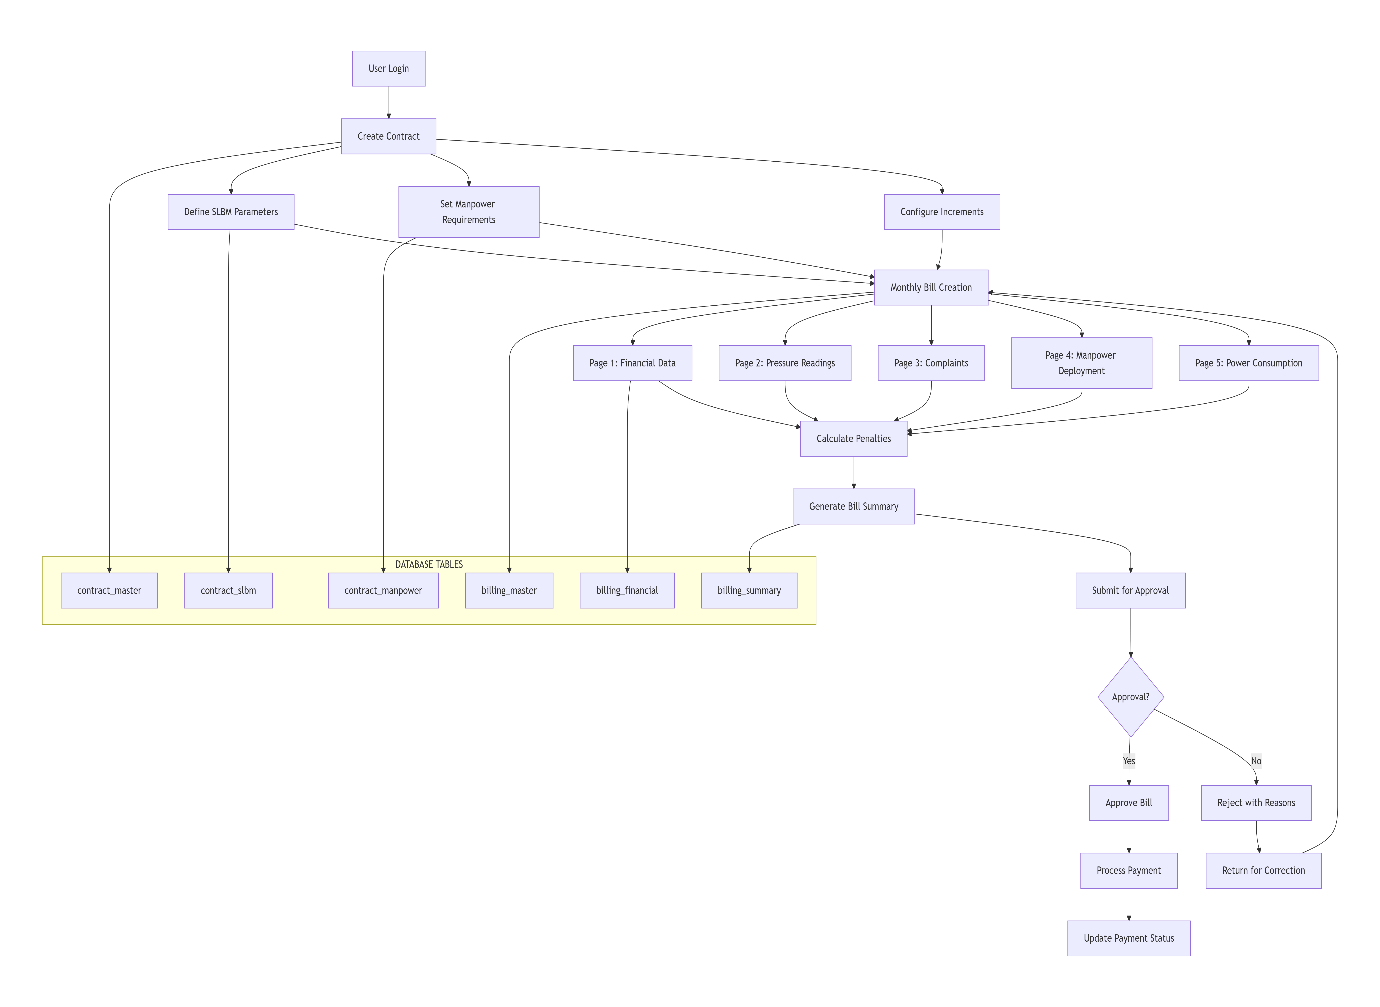 User Login
Create Contract
Define SLBM Parameters
Set Manpower
Requirements
Configure Increments
Monthly Bill Creation
Page 1: Financial Data
Page 2: Pressure Readings
Page 3: Complaints
Page 4: Manpower
Deployment
Page 5: Power Consumption
Calculate Penalties
Generate Bill Summary
DATABASE TABLES
contract_master
contract_slbm
contract_manpower
billing_master
billing_financial
billing_summary
Submit for Approval
Approval?
Yes
No
Approve Bill
Reject with Reasons
Process Payment
Return for Correction
Update Payment Status